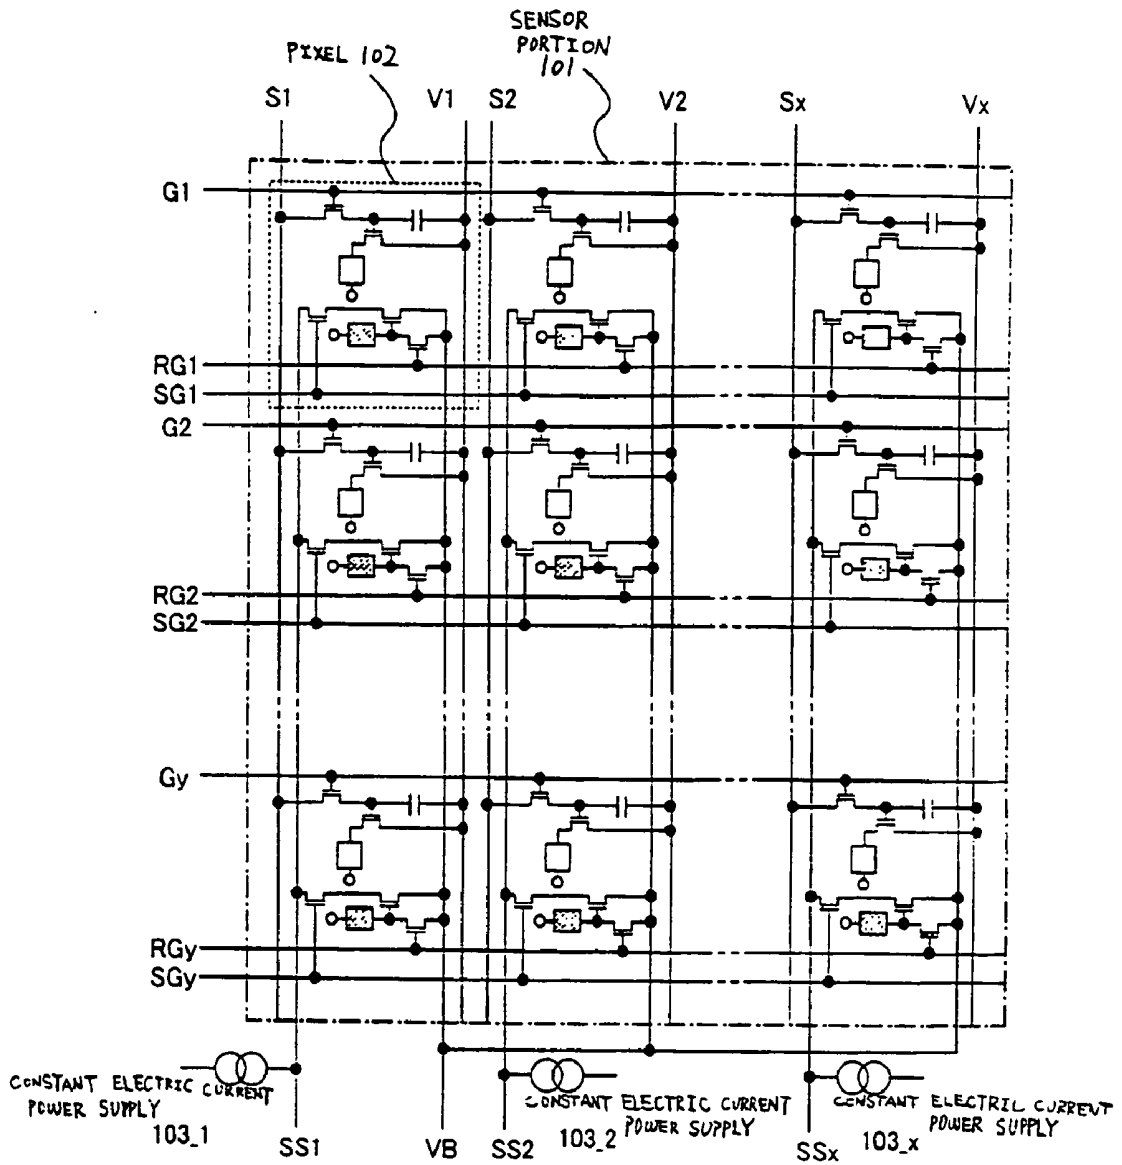 SENSOR
PORTION
101
PIXEL 102
S1 V1 S2 V2 Sx Vx
G1
RG1
SG1
G2
RG2
SG2
Gy
RGy
SGy
CONSTANT ELECTRIC CURRENT
POWER SUPPLY
103_1
CONSTANT ELECTRIC CURRENT
POWER SUPPLY
103_2
CONSTANT ELECTRIC CURRENT
POWER SUPPLY
103_x
SS1 VB SS2 SSx